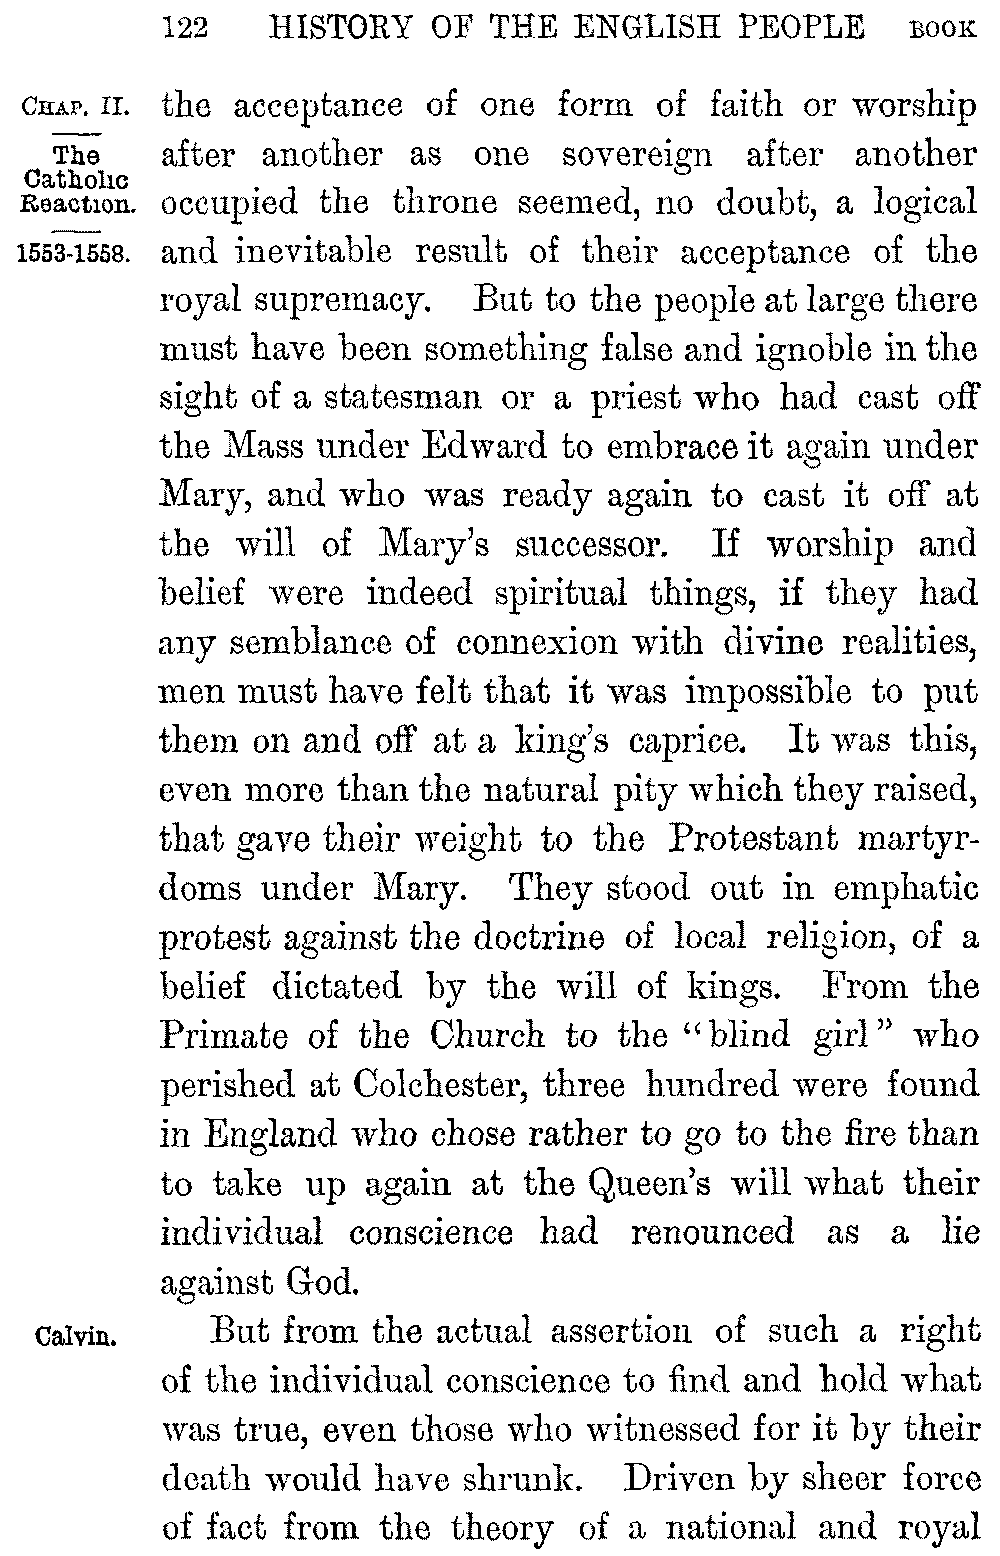 122 HISTORY OF THE ENGLISH PEOPLE BOOK
CHAP. II.
The
Catholic
Reaction.
1553-1558.
the acceptance of one form of faith or worship
after another as one sovereign after another
occupied the throne seemed, no doubt, a logical
and inevitable result of their acceptance of the
royal supremacy. But to the people at large there
must have been something false and ignoble in the
sight of a statesman or a priest who had cast off
the Mass under Edward to embrace it again under
Mary, and who was ready again to cast it off at
the will of Mary's successor. If worship and
belief were indeed spiritual things, if they had
any semblance of connexion with divine realities,
men must have felt that it was impossible to put
them on and off at a king's caprice. It was this,
even more than the natural pity which they raised,
that gave their weight to the Protestant martyr-
doms under Mary. They stood out in emphatic
protest against the doctrine of local religion, of a
belief dictated by the will of kings. From the
Primate of the Church to the "blind girl" who
perished at Colchester, three hundred were found
in England who chose rather to go to the fire than
to take up again at the Queen's will what their
individual conscience had renounced as a lie
against God.
Calvin.
But from the actual assertion of such a right
of the individual conscience to find and hold what
was true, even those who witnessed for it by their
death would have shrunk. Driven by sheer force
of fact from the theory of a national and royal